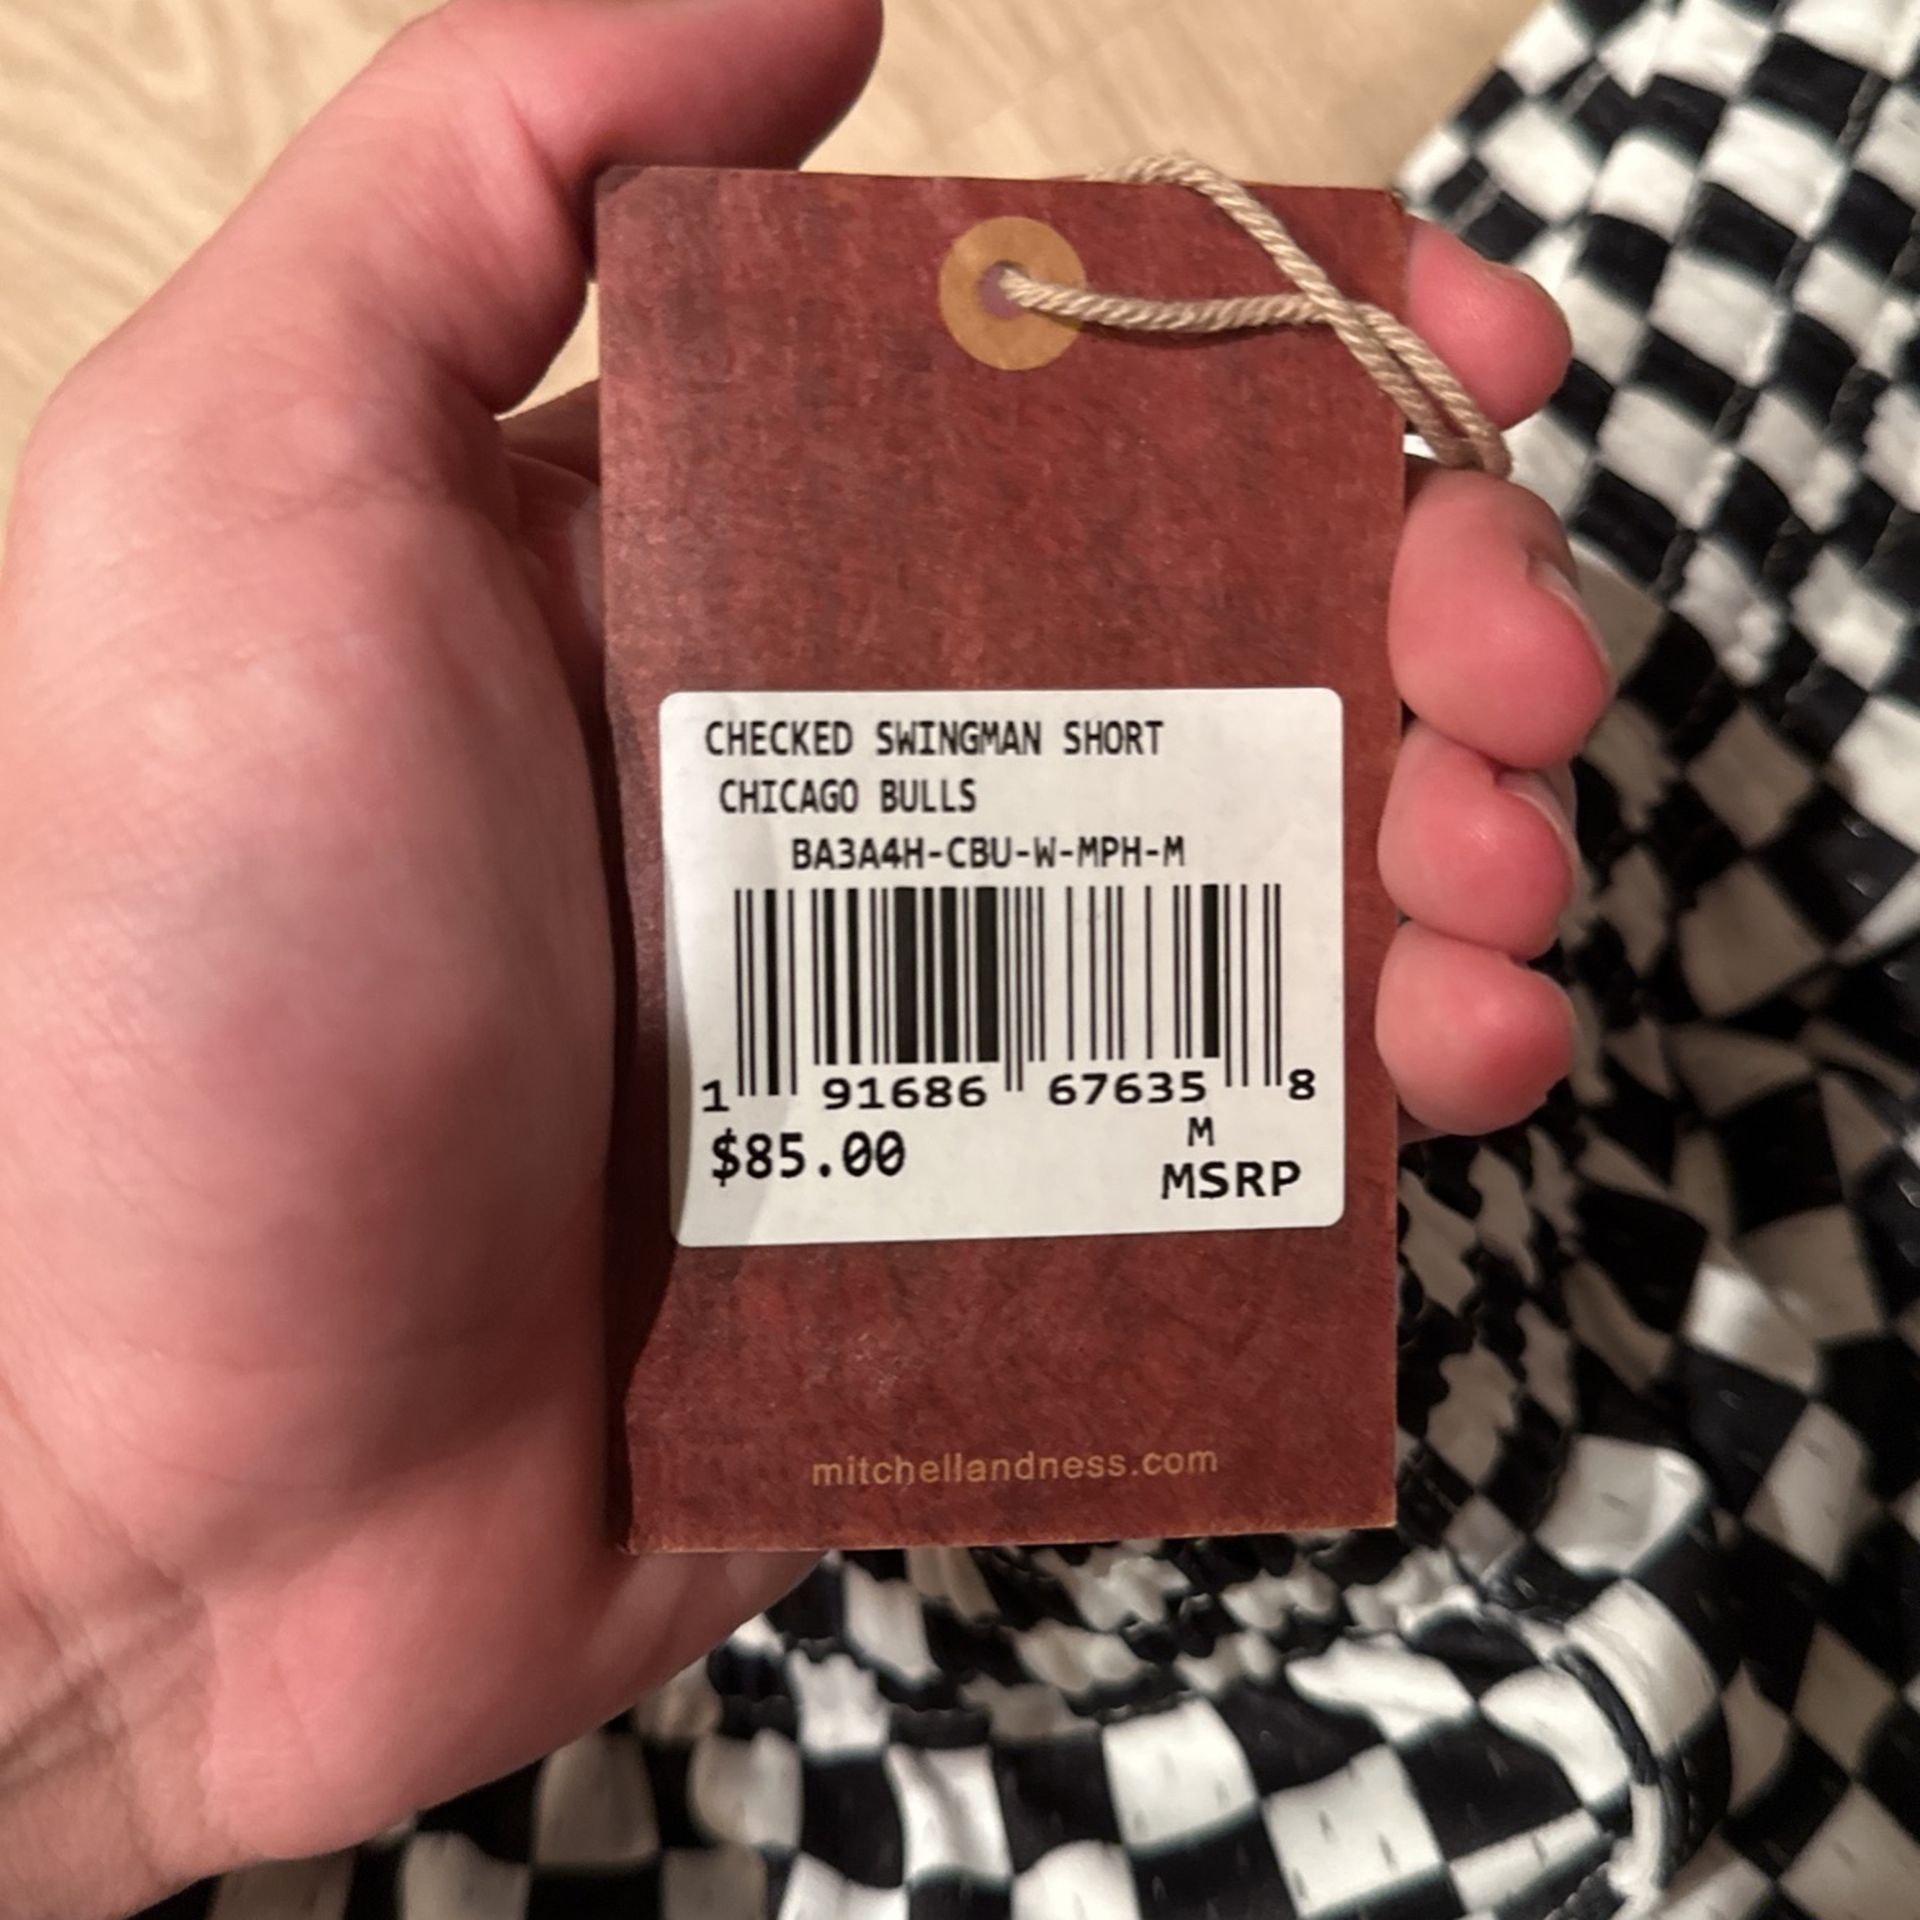 CHECKED SWINGMAN SHORT
CHICAGO BULLS
BA3A4H-CBU-W-MPH-M
1 91686 67635 8
M
$85.00
MSRP
mitchellandness.com